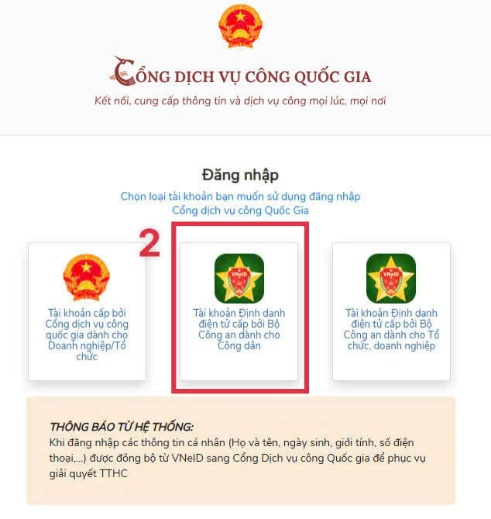 CỔNG DỊCH VỤ CÔNG QUỐC GIA
Kết nối, cung cấp thông tin và dịch vụ công mọi lúc, mọi nơi
Đăng nhập
Chọn loại tài khoản bạn muốn sử dụng đăng nhập
Cổng dịch vụ công Quốc Gia
2
Tài khoản cấp bởi
Cổng dịch vụ công
quốc gia dành cho
Doanh nghiệp/Tổ
chức
VNeID
Tài khoản Định danh
điện tử cấp bởi Bộ
Công an dành cho
Công dân
VNeID
Tài khoản Định danh
điện tử cấp bởi Bộ
Công an dành cho Tổ
chức, doanh nghiệp
THÔNG BÁO TỪ HỆ THỐNG:
Khi đăng nhập các thông tin cá nhân (Họ và tên, ngày sinh, giới tính, số điện
thoại,...) được đồng bộ từ VNeID sang Cổng Dịch vụ công Quốc gia để phục vụ
giải quyết TTHC